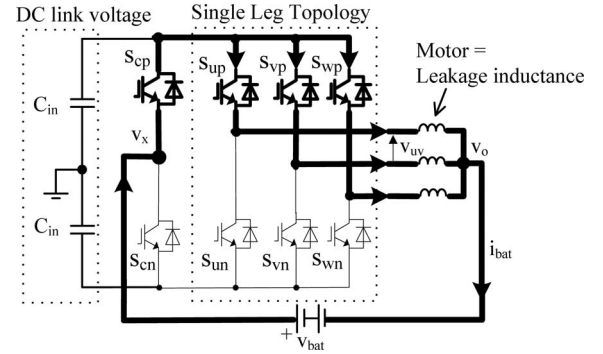 DC link voltage
Single Leg Topology
Motor =
Leakage inductance
Scp
Sup
Svp
Swp
Cin
vx
vuv
vo
Cin
Scn
Sun
Svn
Swn
ibat
+ vbat